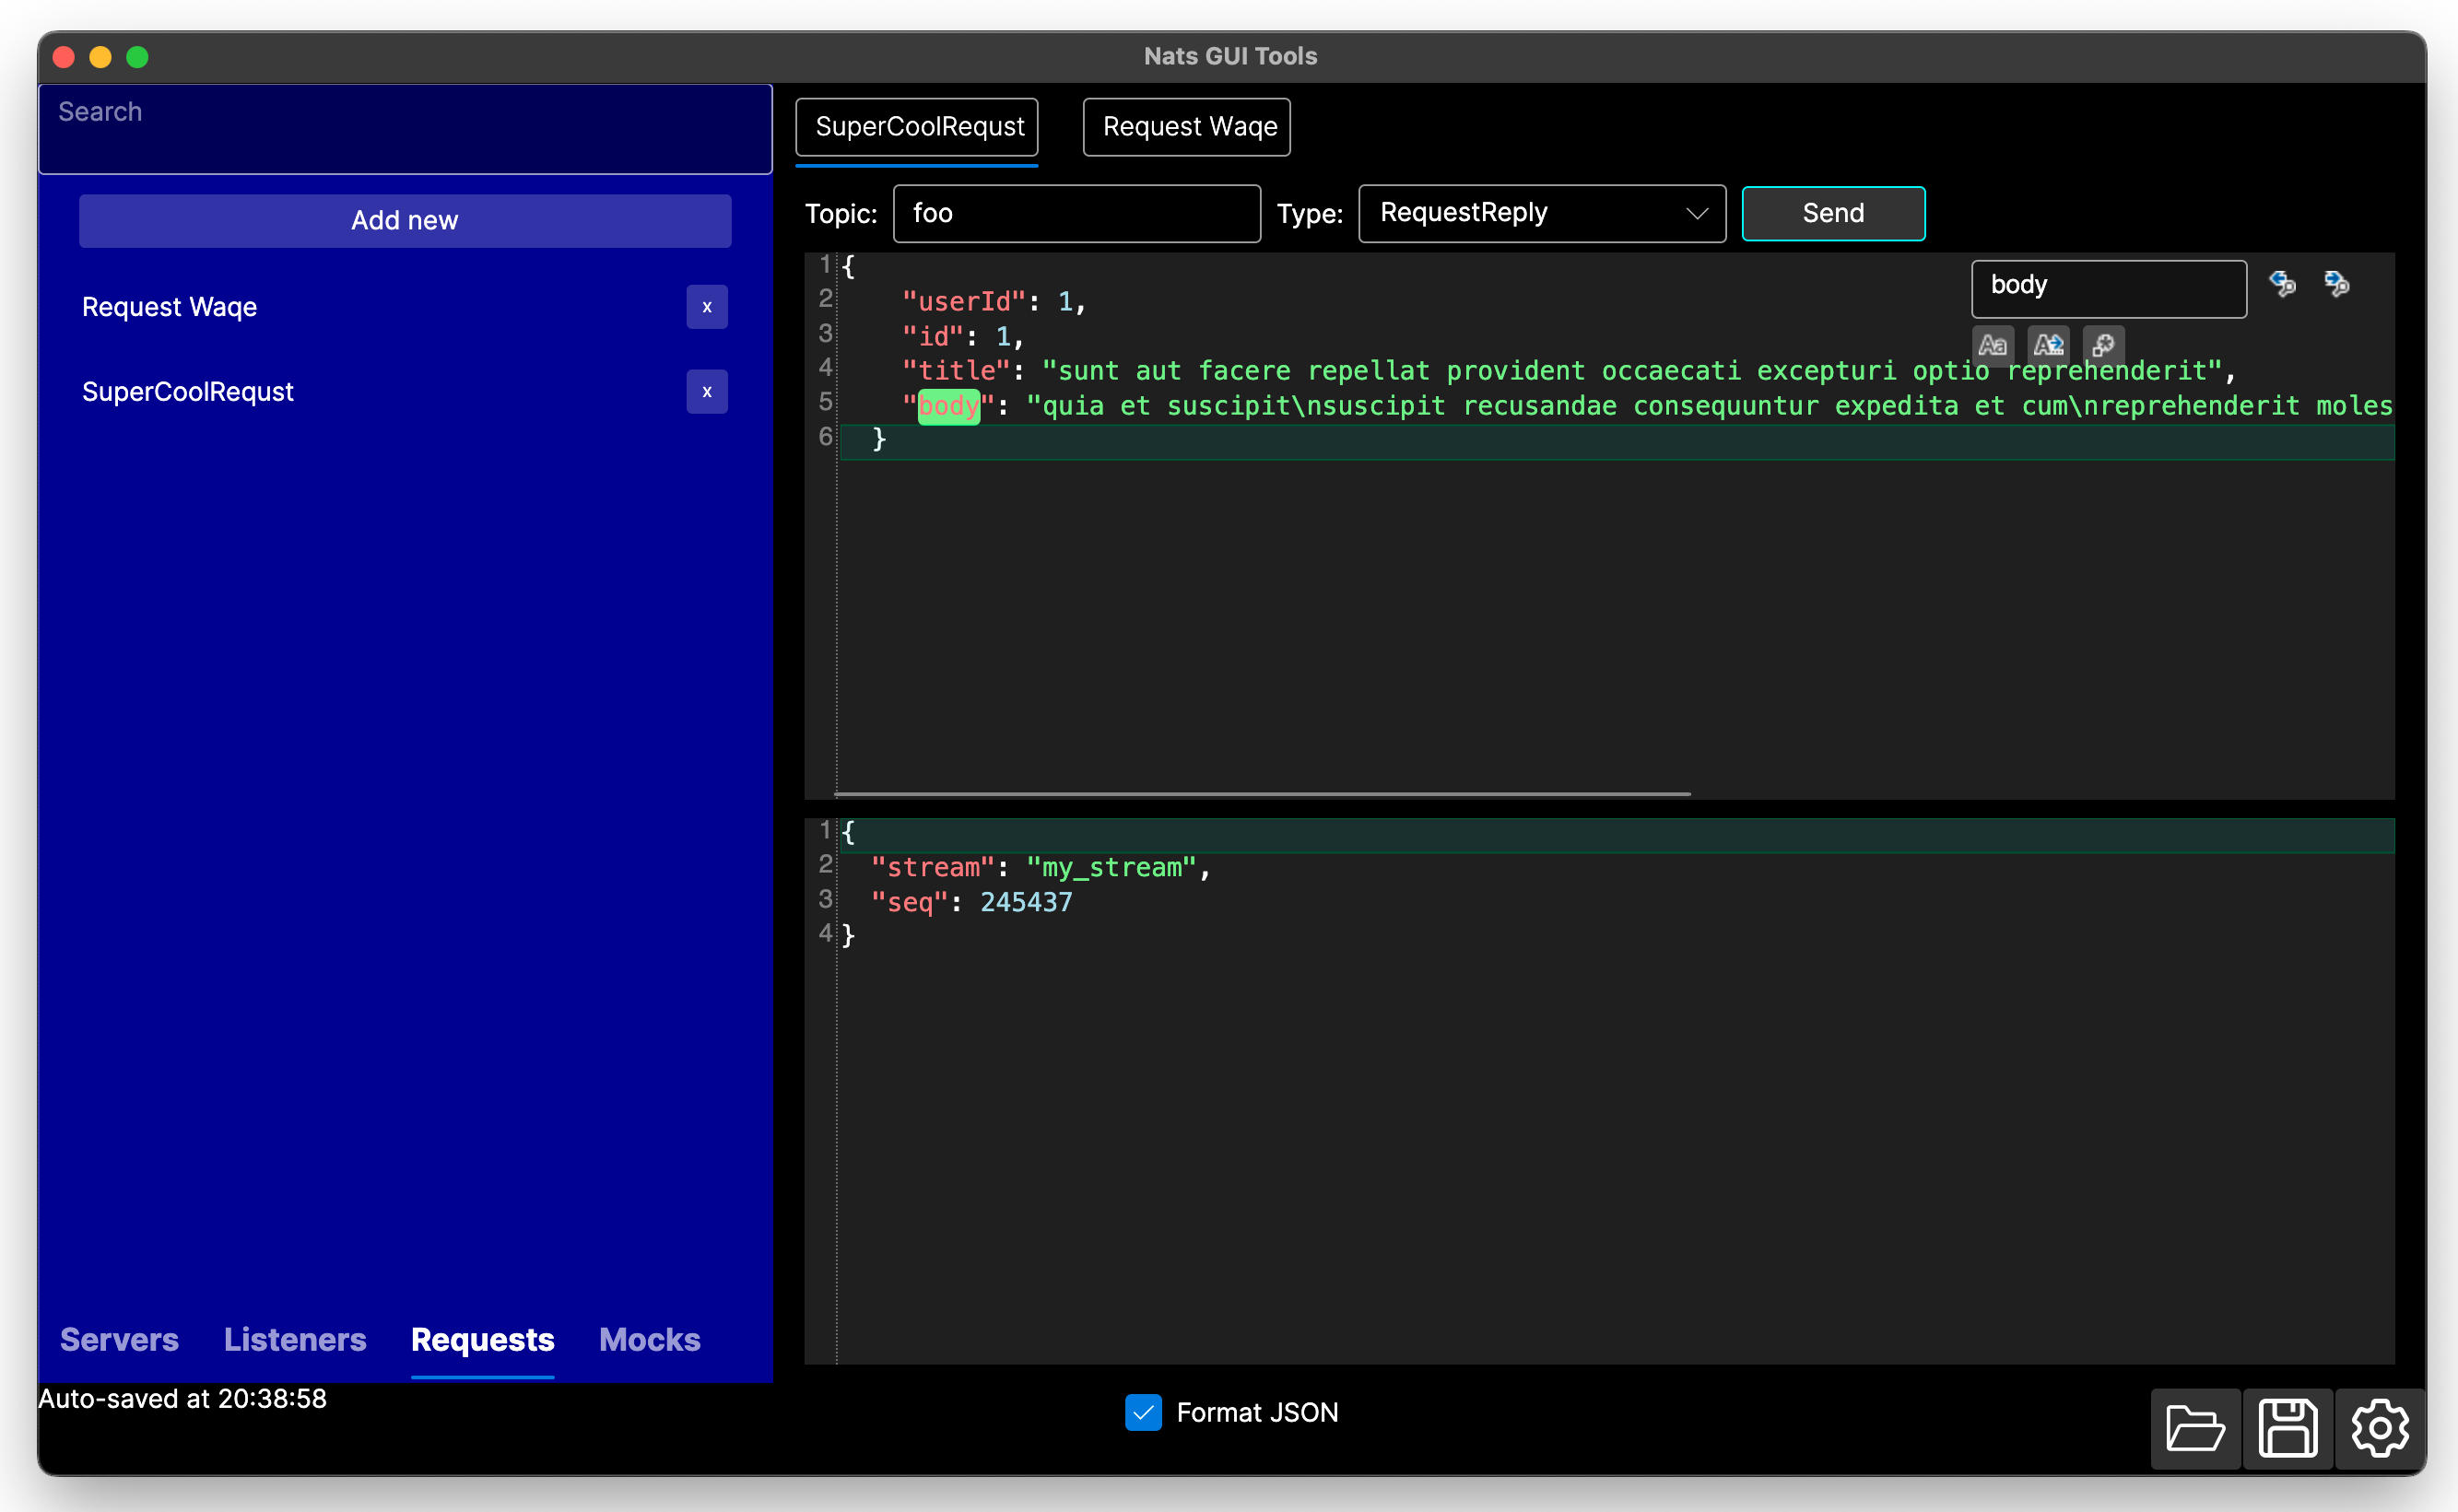 Nats GUI Tools
Search
Add new
Request Waqe
x
SuperCoolRequst
x
Servers Listeners Requests Mocks
SuperCoolRequst Request Waqe
Topic: foo Type: RequestReply Send
body
Aa
1 {
2 "userId": 1,
3 "id": 1,
4 "title": "sunt aut facere repellat provident occaecati excepturi optio reprehenderit",
5 "body": "quia et suscipit\nsuscipit recusandae consequuntur expedita et cum\nreprehenderit moles
6 }
1 {
2 "stream": "my_stream",
3 "seq": 245437
4 }
Auto-saved at 20:38:58
Format JSON